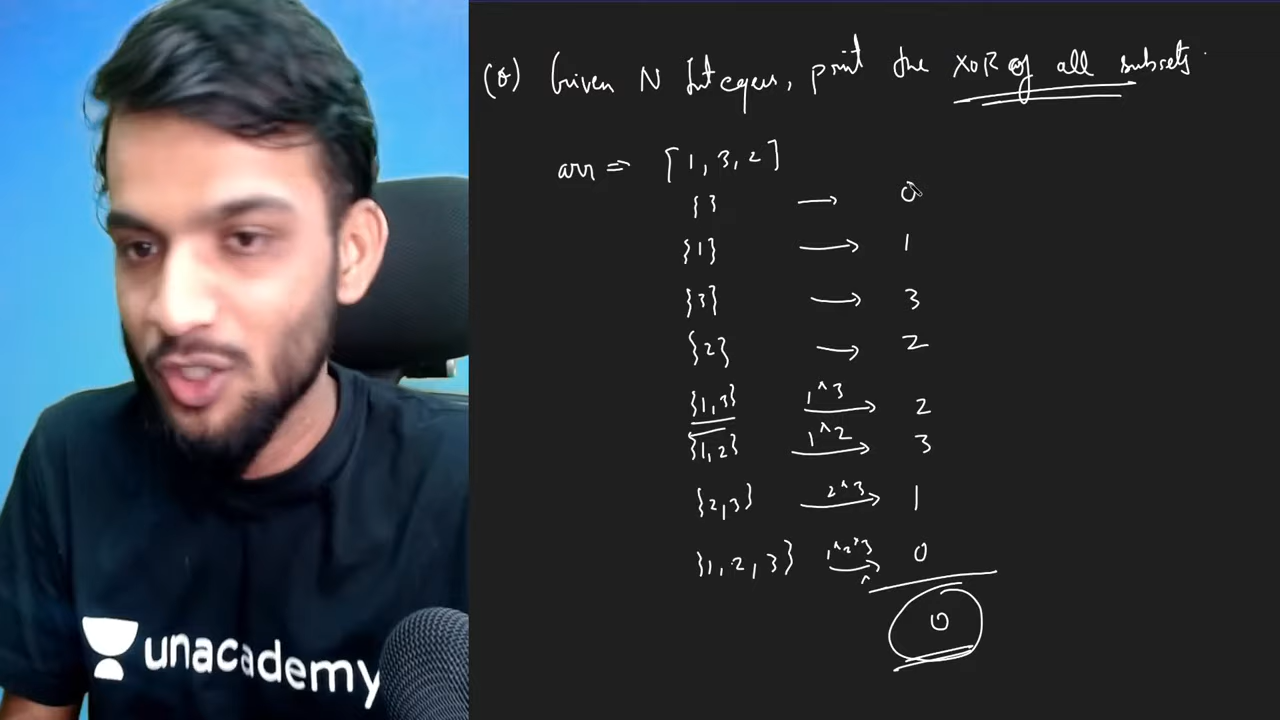 (Q) Given N Integers, print the XOR of all subsets.
arr => [1, 3, 2]
{ } → 0
{1} → 1
{3} → 3
{2} → 2
{1,3} 1^3 → 2
{1,2} 1^2 → 3
{2,3} 2^3 → 1
{1, 2, 3} 1^2^3 → 0
^
0
unacademy